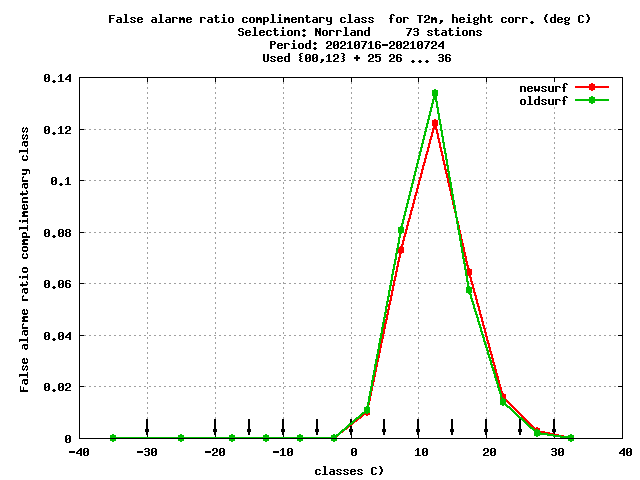 False alarme ratio complimentary class  for T2m, height corr. (deg C)
Selection: Norrland     73 stations
Period: 20210716-20210724
Used {00,12} + 25 26 ... 36
newsurf
oldsurf
False alarme ratio complimentary class
0.14
0.12
0.1
0.08
0.06
0.04
0.02
0
-40 -30 -20 -10 0 10 20 30 40
classes C)